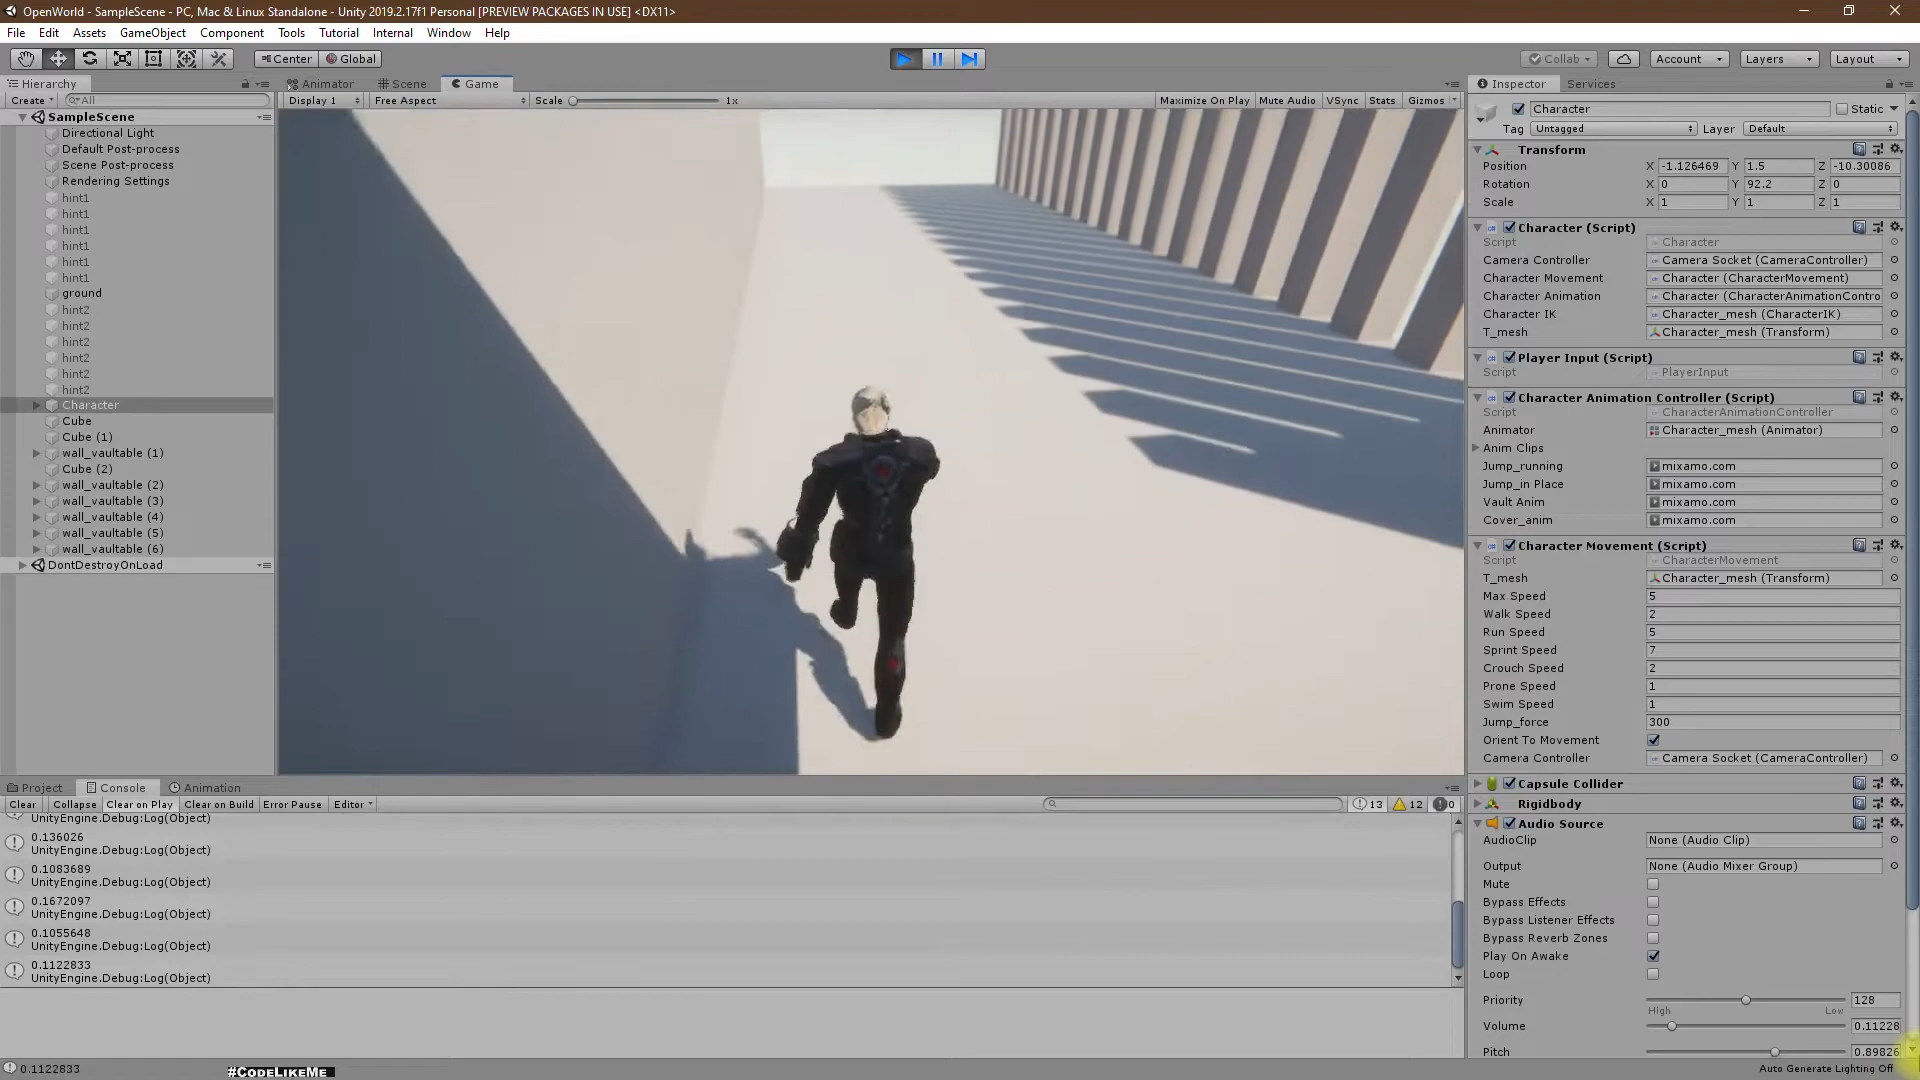 OpenWorld - SampleScene - PC, Mac & Linux Standalone - Unity 2019.2.17f1 Personal [PREVIEW PACKAGES IN USE] <DX11>
File Edit Assets GameObject Component Tools Tutorial Internal Window Help
Center Global Collab Account Layers Layout
Hierarchy
Create All
SampleScene
Directional Light
Default Post-process
Scene Post-process
Rendering Settings
hint1
hint1
hint1
hint1
hint1
hint1
ground
hint2
hint2
hint2
hint2
hint2
hint2
Character
Cube
Cube (1)
wall_vaultable (1)
Cube (2)
wall_vaultable (2)
wall_vaultable (3)
wall_vaultable (4)
wall_vaultable (5)
wall_vaultable (6)
DontDestroyOnLoad
Animator Scene Game
Display 1 Free Aspect Scale 1x Maximize On Play Mute Audio VSync Stats Gizmos
Inspector Services
Character Static
Tag Untagged Layer Default
Transform
Position X -1.126469 Y 1.5 Z -10.30086
Rotation X 0 Y 92.2 Z 0
Scale X 1 Y 1 Z 1
Character (Script)
Script Character
Camera Controller Camera Socket (CameraController)
Character Movement Character (CharacterMovement)
Character Animation Character (CharacterAnimationContro
Character IK Character_mesh (CharacterIK)
T_mesh Character_mesh (Transform)
Player Input (Script)
Script PlayerInput
Character Animation Controller (Script)
Script CharacterAnimationController
Animator Character_mesh (Animator)
Anim Clips
Jump_running mixamo.com
Jump_in Place mixamo.com
Vault Anim mixamo.com
Cover_anim mixamo.com
Character Movement (Script)
Script CharacterMovement
T_mesh Character_mesh (Transform)
Max Speed 5
Walk Speed 2
Run Speed 5
Sprint Speed 7
Crouch Speed 2
Prone Speed 1
Swim Speed 1
Jump_force 300
Orient To Movement
Camera Controller Camera Socket (CameraController)
Capsule Collider
Rigidbody
Audio Source
AudioClip None (Audio Clip)
Output None (Audio Mixer Group)
Mute
Bypass Effects
Bypass Listener Effects
Bypass Reverb Zones
Play On Awake
Loop
Priority 128
High Low
Volume 0.11228
Pitch 0.89826
Project Console Animation
Clear Collapse Clear on Play Clear on Build Error Pause Editor 13 12 0
UnityEngine.Debug:Log(Object)
0.136026
UnityEngine.Debug:Log(Object)
0.1083689
UnityEngine.Debug:Log(Object)
0.1672097
UnityEngine.Debug:Log(Object)
0.1055648
UnityEngine.Debug:Log(Object)
0.1122833
UnityEngine.Debug:Log(Object)
0.1122833 #CodeLikeMe Auto Generate Lighting Off